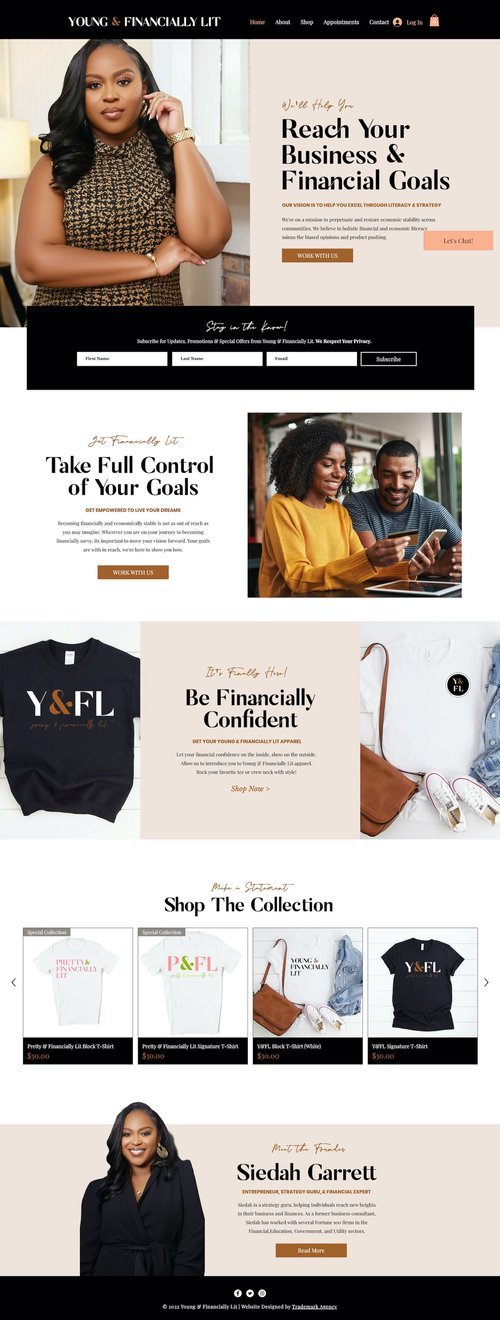 YOUNG & FINANCIALLY LIT
Home About Shop Appointments Contact Log In
We'll Help You
Reach Your
Business &
Financial Goals
OUR VISION IS TO HELP YOU EXCEL THROUGH LITERACY & STRATEGY
We're on a mission to perpetuate and restore economic stability across
communities. We believe in holistic financial and economic literacy
minus the biased opinions and product pushing.
Let's Chat!
WORK WITH US
Stay in the Know!
Subscribe for Updates, Promotions & Special Offers from Young & Financially Lit. We Respect Your Privacy.
First Name Last Name Email Subscribe
Get Financially Lit
Take Full Control
of Your Goals
GET EMPOWERED TO LIVE YOUR DREAMS
Becoming financially and economically stable is not as out of reach as
you may imagine. Wherever you are on your journey to becoming
financially savvy, its important to move your vision forward. Your goals
are with in reach, we're here to show you how.
WORK WITH US
Y&FL
young & financially lit
It's Finally Here!
Be Financially
Confident
GET YOUR YOUNG & FINANCIALLY LIT APPAREL
Let your financial confidence on the inside, show on the outside.
Allow us to introduce you to Young & Financially Lit apparel.
Rock your favorite tee or crew neck with style!
Shop Now >
Y&
FL
Make a Statement
Shop The Collection
Special Collection
PRETTY&
FINANCIALLY
LIT
Pretty & Financially Lit Block T-Shirt
$30.00
Special Collection
P&FL
pretty & financially lit
Pretty & Financially Lit Signature T-Shirt
$30.00
YOUNG &
FINANCIALLY
LIT
Y&FL Block T-Shirt (White)
$30.00
Y&FL
Y&FL Signature T-Shirt
$30.00
Meet the Founder
Siedah Garrett
ENTREPRENEUR, STRATEGY GURU, & FINANCIAL EXPERT
Siedah is a strategy guru, helping individuals reach new heights
in their business and finances. As a former business consultant,
Siedah has worked with several Fortune 100 firms in the
Financial,Education, Government, and Utility sectors.
Read More
© 2022 Young & Financially Lit | Website Designed by Trademark Agency